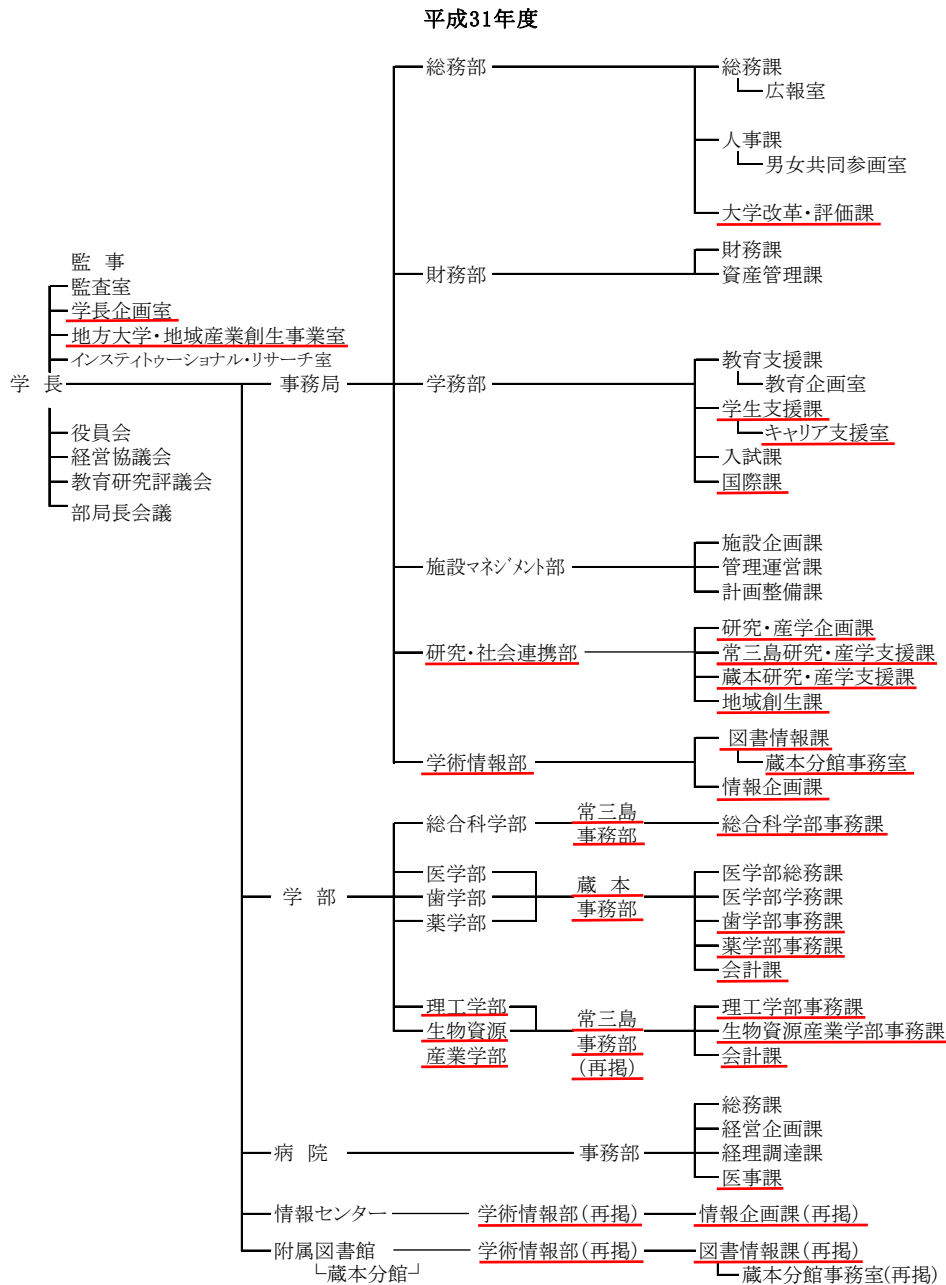 平成31年度
総務部
総務課
広報室
人事課
男女共同参画室
大学改革・評価課
監 事
監査室
学長企画室
地方大学・地域産業創生事業室
インスティトゥーショナル・リサーチ室
学 長
役員会
経営協議会
教育研究評議会
部局長会議
事務局
財務部
財務課
資産管理課
学務部
教育支援課
教育企画室
学生支援課
キャリア支援室
入試課
国際課
施設マネジメント部
施設企画課
管理運営課
計画整備課
研究・社会連携部
研究・産学企画課
常三島研究・産学支援課
蔵本研究・産学支援課
地域創生課
学術情報部
図書情報課
蔵本分館事務室
情報企画課
学 部
総合科学部
常三島
事務部
総合科学部事務課
医学部
歯学部
薬学部
蔵 本
事務部
医学部総務課
医学部学務課
歯学部事務課
薬学部事務課
会計課
理工学部
生物資源
産業学部
常三島
事務部
(再掲)
理工学部事務課
生物資源産業学部事務課
会計課
病 院
事務部
総務課
経営企画課
経理調達課
医事課
情報センター
学術情報部(再掲)
情報企画課(再掲)
附属図書館
└蔵本分館┘
学術情報部(再掲)
図書情報課(再掲)
蔵本分館事務室(再掲)